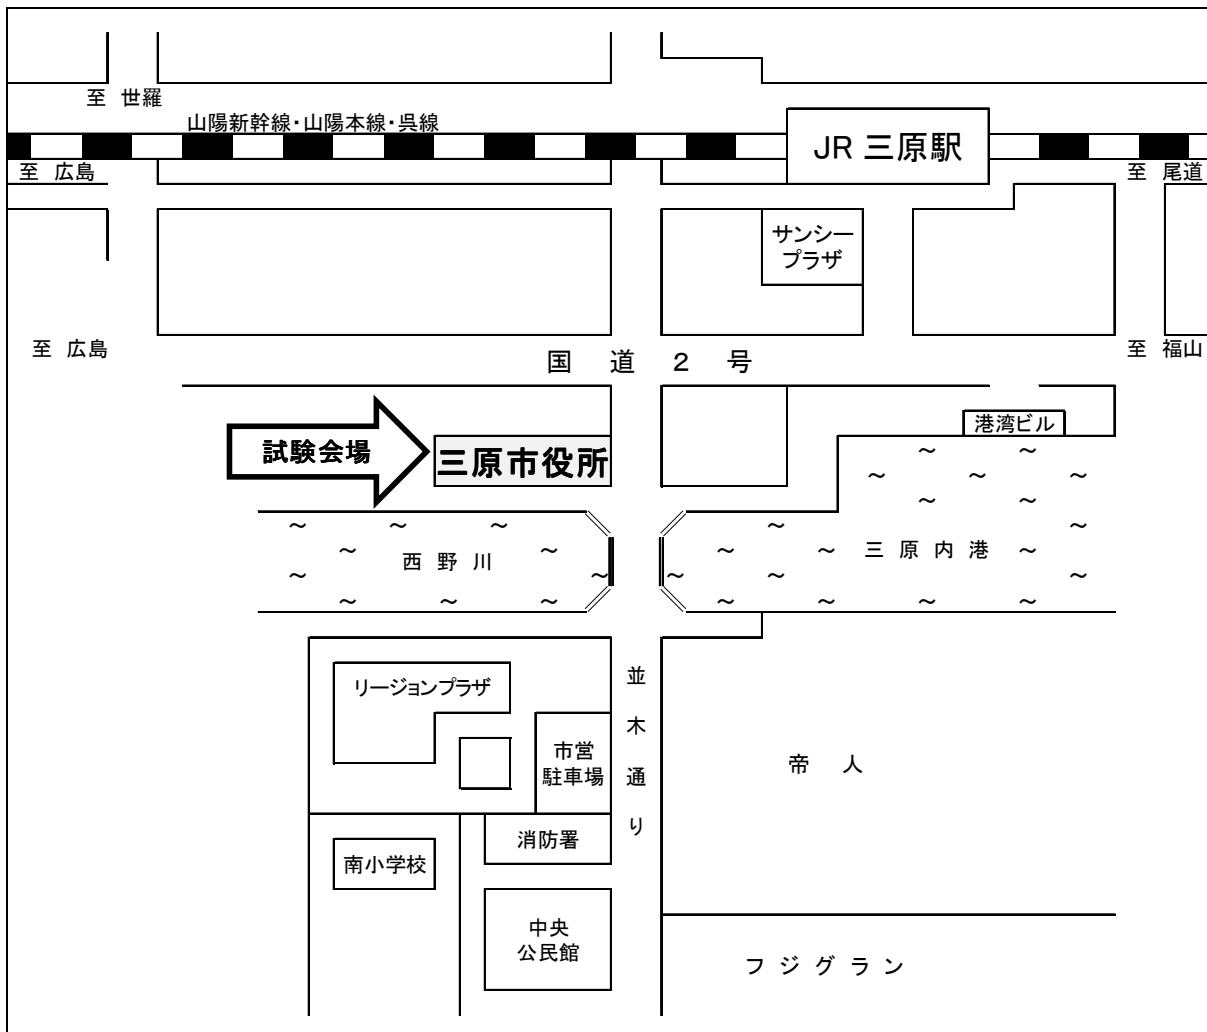 至 世羅
山陽新幹線・山陽本線・呉線
JR 三原駅
至 広島
至 尾道
サンシー
プラザ
至 広島
国 道 2 号
至 福山
港湾ビル
試験会場
三原市役所
西 野 川
三 原 内 港
並
木
通
り
リージョンプラザ
市営
駐車場
帝 人
消防署
南小学校
中央
公民館
フ ジ グ ラ ン